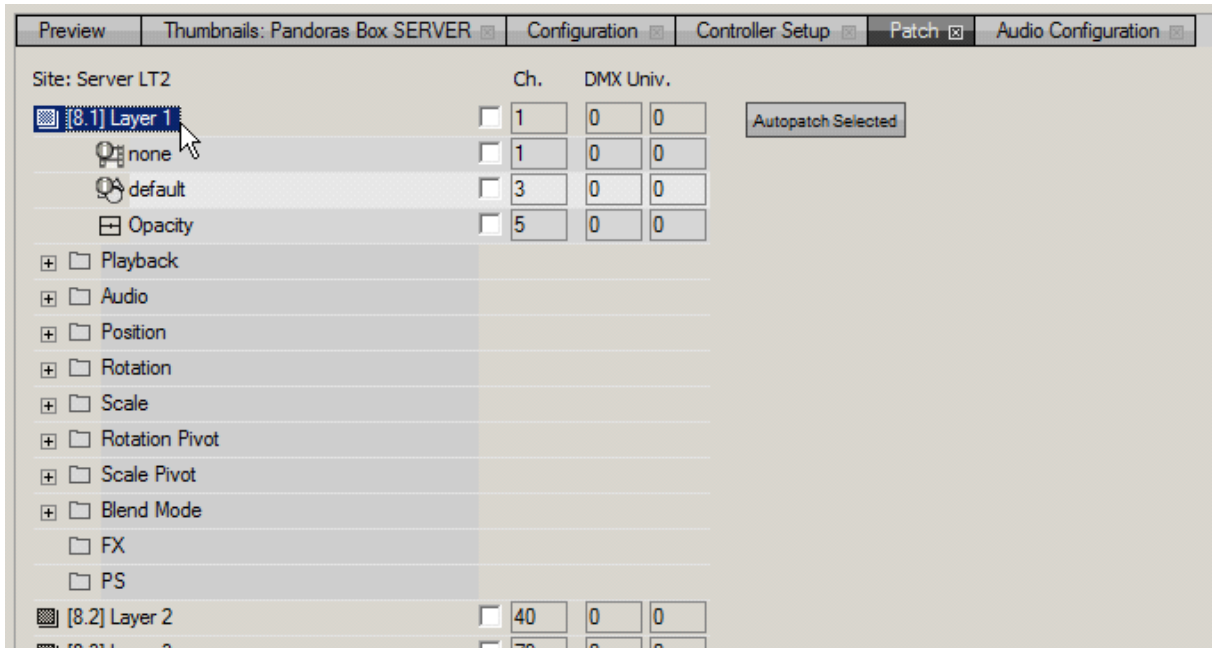 Preview Thumbnails: Pandoras Box SERVER Configuration Controller Setup Patch Audio Configuration
Site: Server LT2 Ch. DMX Univ.
[8.1] Layer 1 1 0 0 Autopatch Selected
none 1 0 0
default 3 0 0
Opacity 5 0 0
Playback
Audio
Position
Rotation
Scale
Rotation Pivot
Scale Pivot
Blend Mode
FX
PS
[8.2] Layer 2 40 0 0